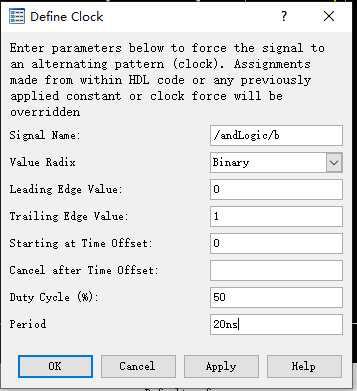 Define Clock
?
Enter parameters below to force the signal to
an alternating pattern (clock). Assignments
made from within HDL code or any previously
applied constant or clock force will be
overridden
Signal Name: /andLogic/b
Value Radix Binary
Leading Edge Value: 0
Trailing Edge Value: 1
Starting at Time Offset: 0
Cancel after Time Offset:
Duty Cycle (%): 50
Period 20ns
OK Cancel Apply Help